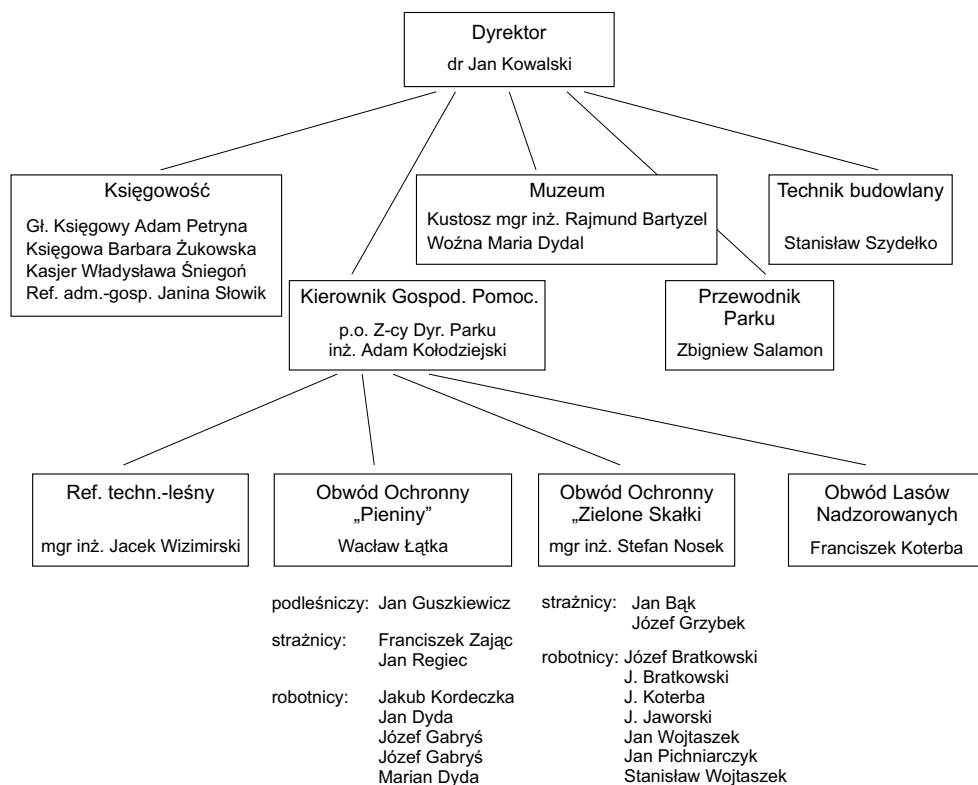 Dyrektor
dr Jan Kowalski
Księgowość
Gł. Księgowy Adam Petryna
Księgowa Barbara Żukowska
Kasjer Władysława Śniegoń
Ref. adm.-gosp. Janina Słowik
Muzeum
Kustosz mgr inż. Rajmund Bartyzel
Woźna Maria Dydal
Technik budowlany
Stanisław Szydełko
Kierownik Gospod. Pomoc.
p.o. Z-cy Dyr. Parku
inż. Adam Kołodziejski
Przewodnik
Parku
Zbigniew Salamon
Ref. techn.-leśny
mgr inż. Jacek Wizimirski
Obwód Ochronny
„Pieniny”
Wacław Łątka
Obwód Ochronny
„Zielone Skałki
mgr inż. Stefan Nosek
Obwód Lasów
Nadzorowanych
Franciszek Koterba
podleśniczy: Jan Guszkiewicz
strażnicy: Franciszek Zając
Jan Regiec
robotnicy: Jakub Kordeczka
Jan Dyda
Józef Gabryś
Józef Gabryś
Marian Dyda
strażnicy: Jan Bąk
Józef Grzybek
robotnicy: Józef Bratkowski
J. Bratkowski
J. Koterba
J. Jaworski
Jan Wojtaszek
Jan Pichniarczyk
Stanisław Wojtaszek